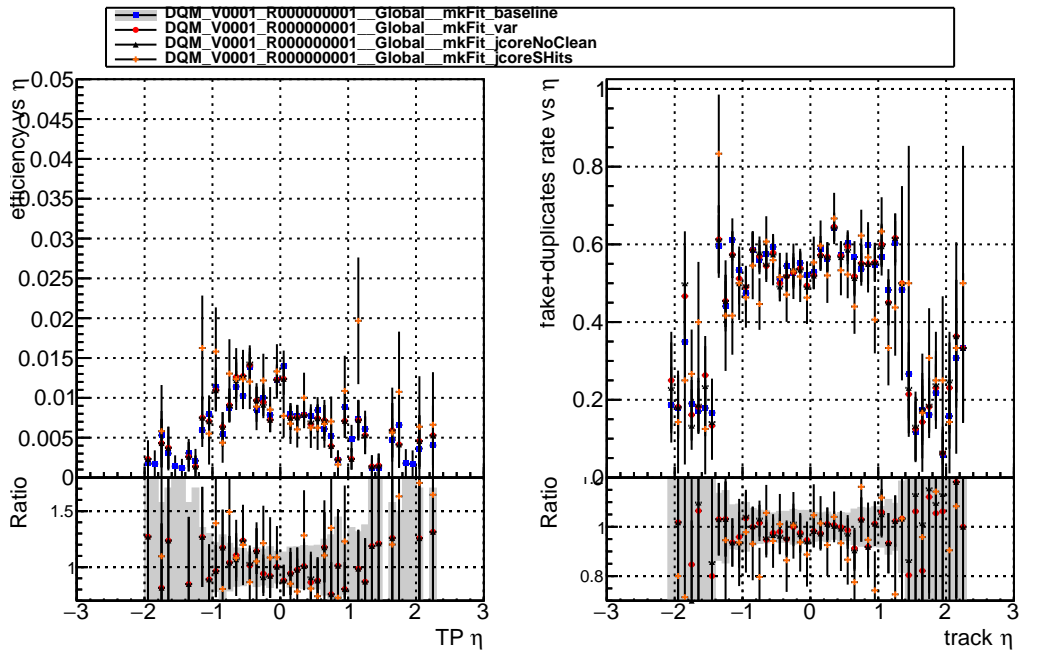 DQM_V0001_R000000001__Global__mkFit_baseline
DQM_V0001_R000000001__Global__mkFit_var
DQM_V0001_R000000001__Global__mkFit_jcoreNoClean
DQM_V0001_R000000001__Global__mkFit_jcoreSHits
efficiency vs η
0.05
0.045
0.04
0.035
0.03
0.025
0.02
0.015
0.01
0.005
0
Ratio
1.5
1
−3 −2 −1 0 1 2 3
TP η
fake+duplicates rate vs η
1
0.8
0.6
0.4
0.2
0
Ratio
1
0.8
−3 −2 −1 0 1 2 3
track η